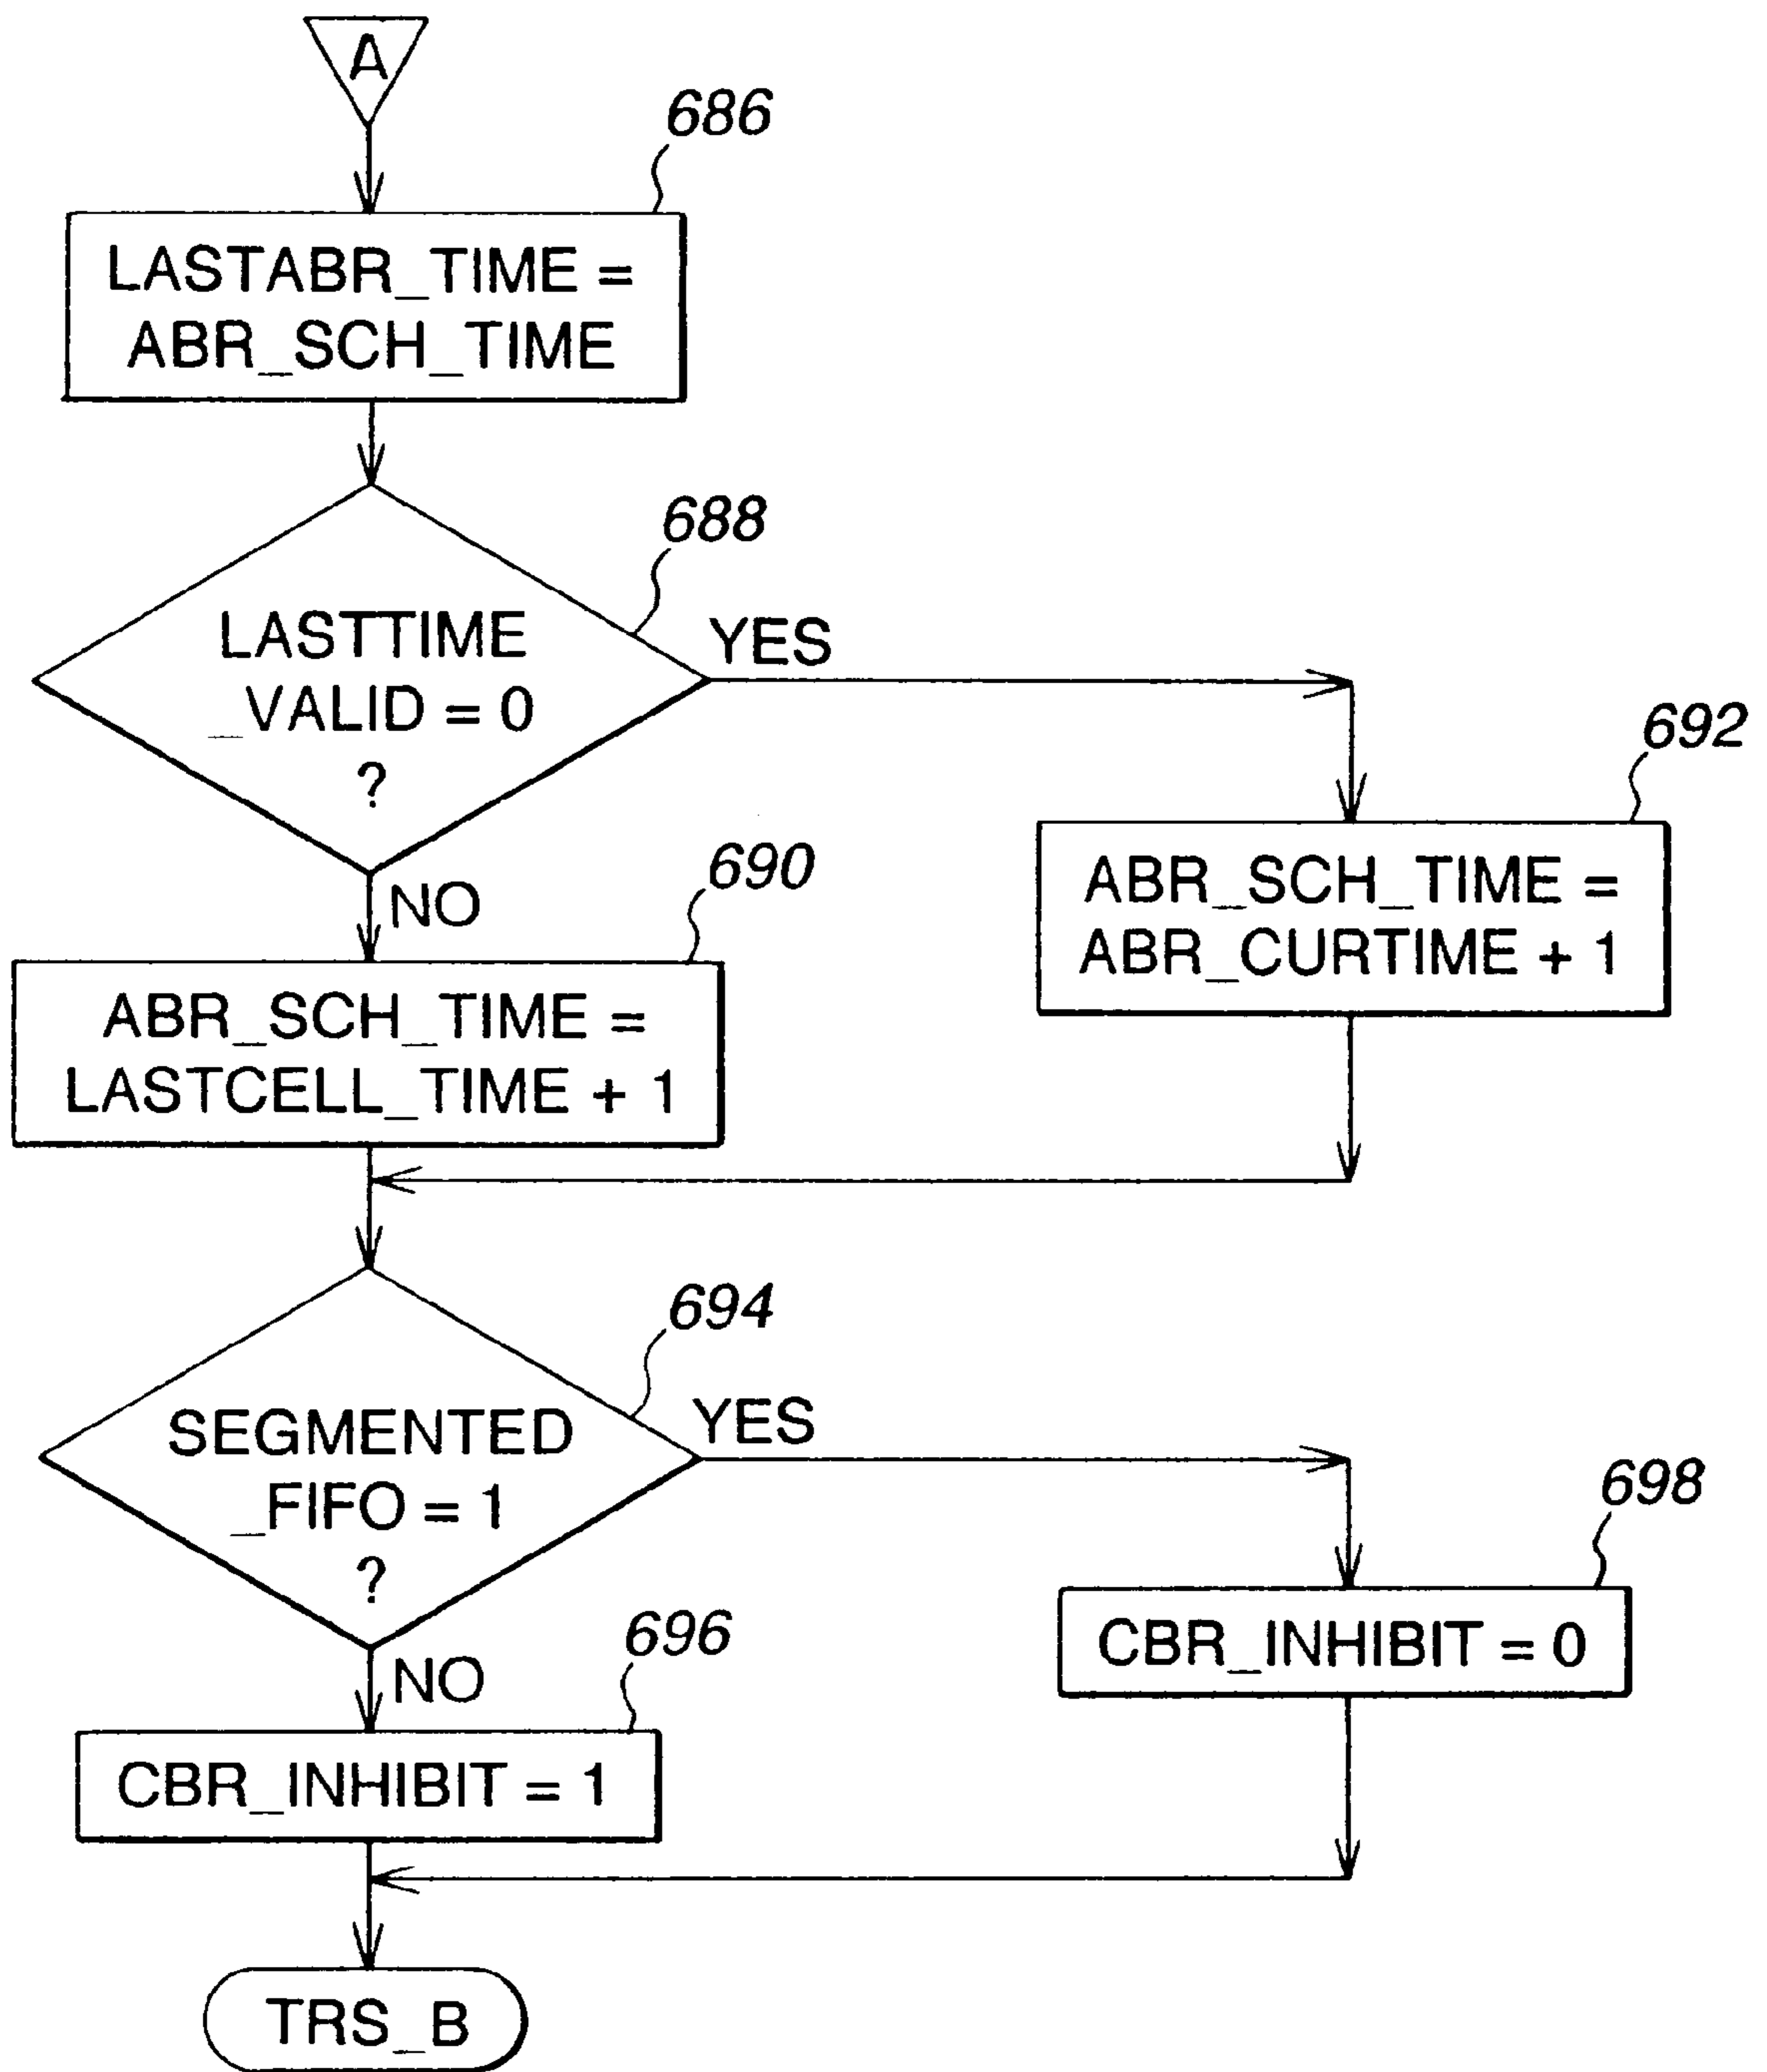 A
686
LASTABR_TIME =
ABR_SCH_TIME
688
LASTTIME
_VALID = 0
?
YES
692
ABR_SCH_TIME =
ABR_CURTIME + 1
NO
690
ABR_SCH_TIME =
LASTCELL_TIME + 1
694
SEGMENTED
_FIFO = 1
?
YES
698
CBR_INHIBIT = 0
NO
696
CBR_INHIBIT = 1
TRS_B